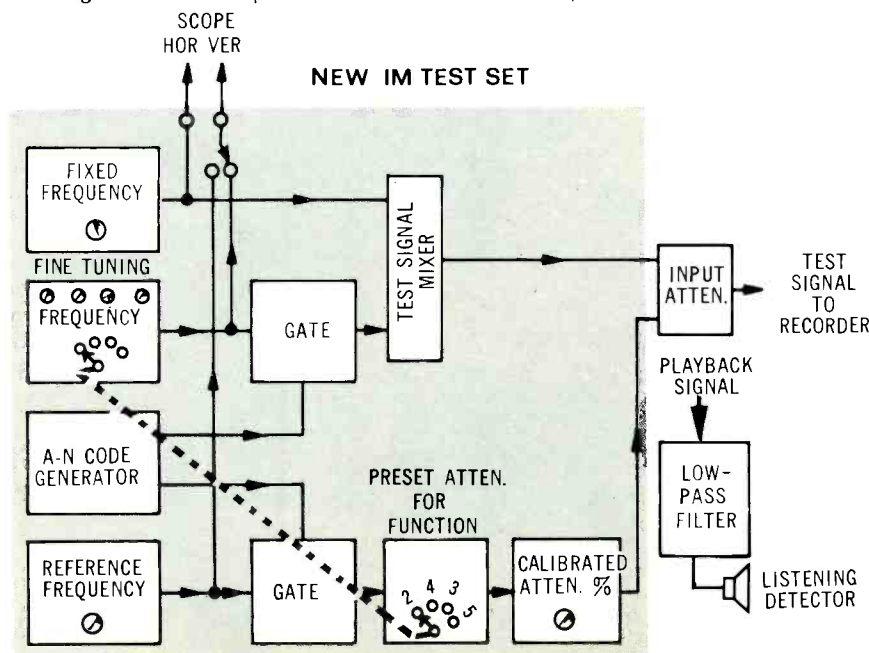 SCOPE
HOR VER
NEW IM TEST SET
FIXED
FREQUENCY
FINE TUNING
FREQUENCY
GATE
TEST SIGNAL
MIXER
INPUT
ATTEN.
TEST
SIGNAL
TO
RECORDER
PLAYBACK
SIGNAL
A-N CODE
GENERATOR
PRESET ATTEN.
FOR
FUNCTION
LOW-
PASS
FILTER
REFERENCE
FREQUENCY
GATE
2 4 3 5
CALIBRATED
ATTEN. %
LISTENING
DETECTOR